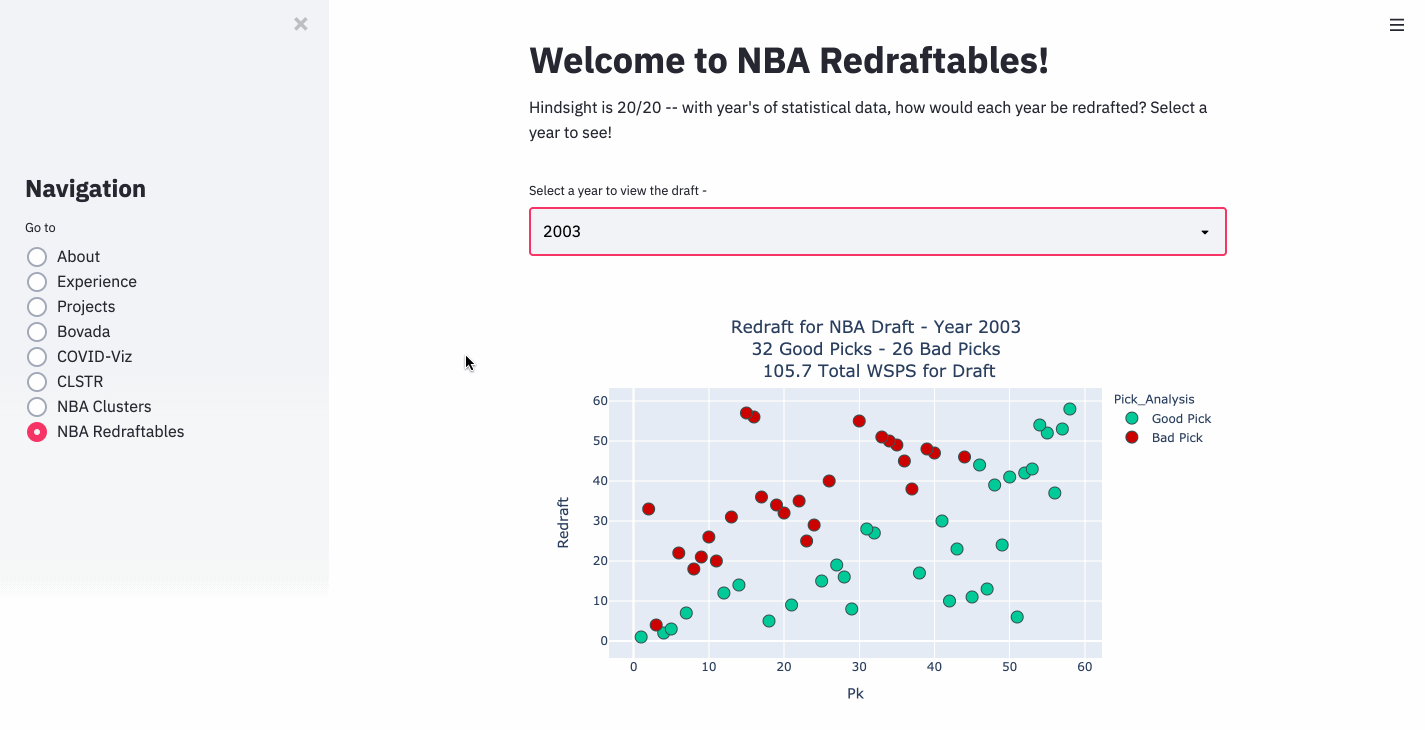 ×
Navigation
Go to
About
Experience
Projects
Bovada
COVID-Viz
CLSTR
NBA Clusters
NBA Redraftables
Welcome to NBA Redraftables!
Hindsight is 20/20 -- with year's of statistical data, how would each year be redrafted? Select a
year to see!
Select a year to view the draft -
2003
Redraft for NBA Draft - Year 2003
32 Good Picks - 26 Bad Picks
105.7 Total WSPS for Draft
Pick_Analysis
Good Pick
Bad Pick
Redraft
60
50
40
30
20
10
0
0 10 20 30 40 50 60
Pk